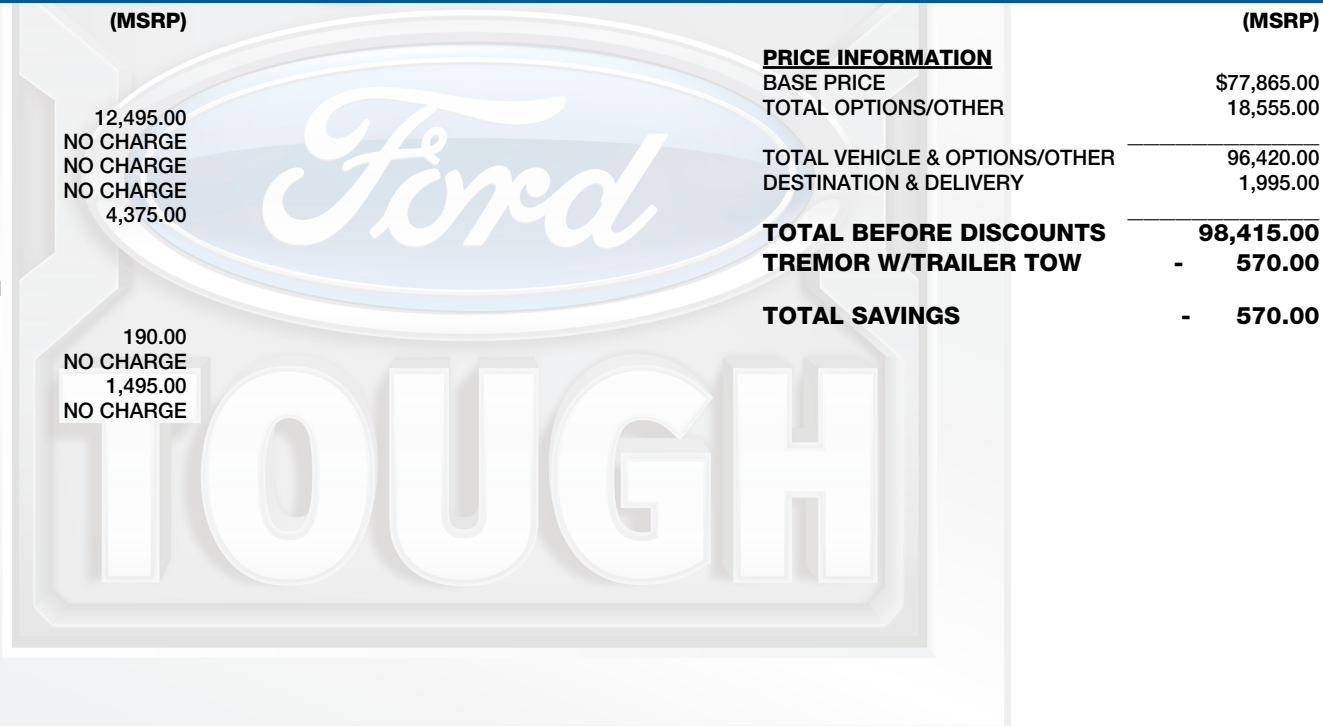 (MSRP)
12,495.00
NO CHARGE
NO CHARGE
NO CHARGE
4,375.00
190.00
NO CHARGE
1,495.00
NO CHARGE
Ford
TOUGH
(MSRP)
PRICE INFORMATION
BASE PRICE $77,865.00
TOTAL OPTIONS/OTHER 18,555.00
TOTAL VEHICLE & OPTIONS/OTHER 96,420.00
DESTINATION & DELIVERY 1,995.00
TOTAL BEFORE DISCOUNTS 98,415.00
TREMOR W/TRAILER TOW - 570.00
TOTAL SAVINGS - 570.00